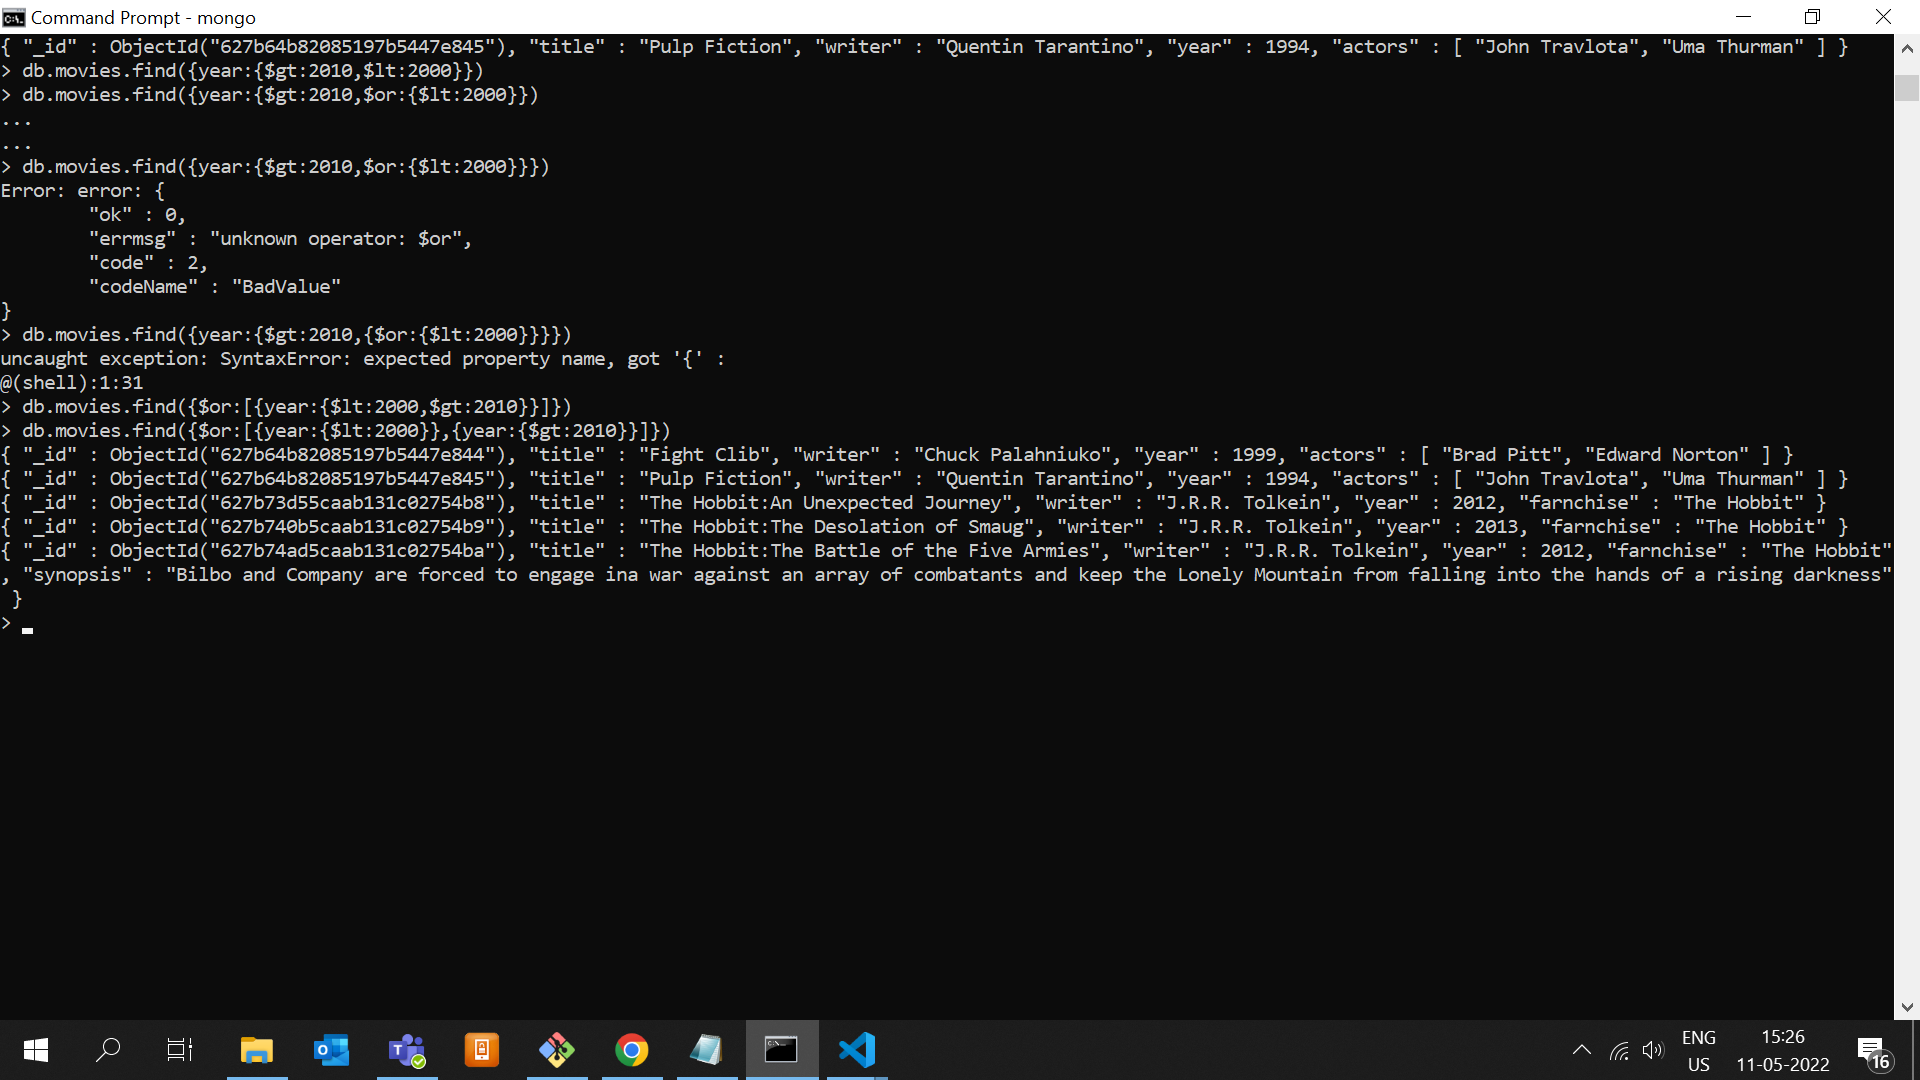 Command Prompt - mongo
{ "_id" : ObjectId("627b64b82085197b5447e845"), "title" : "Pulp Fiction", "writer" : "Quentin Tarantino", "year" : 1994, "actors" : [ "John Travlota", "Uma Thurman" ] }
> db.movies.find({year:{$gt:2010,$lt:2000}})
> db.movies.find({year:{$gt:2010,$or:{$lt:2000}})
...
...
> db.movies.find({year:{$gt:2010,$or:{$lt:2000}}})
Error: error: {
"ok" : 0,
"errmsg" : "unknown operator: $or",
"code" : 2,
"codeName" : "BadValue"
}
> db.movies.find({year:{$gt:2010,{$or:{$lt:2000}}}})
uncaught exception: SyntaxError: expected property name, got '{' :
@(shell):1:31
> db.movies.find({$or:[{year:{$lt:2000,$gt:2010}}]})
> db.movies.find({$or:[{year:{$lt:2000}},{year:{$gt:2010}}]})
{ "_id" : ObjectId("627b64b82085197b5447e844"), "title" : "Fight Clib", "writer" : "Chuck Palahniuko", "year" : 1999, "actors" : [ "Brad Pitt", "Edward Norton" ] }
{ "_id" : ObjectId("627b64b82085197b5447e845"), "title" : "Pulp Fiction", "writer" : "Quentin Tarantino", "year" : 1994, "actors" : [ "John Travlota", "Uma Thurman" ] }
{ "_id" : ObjectId("627b73d55caab131c02754b8"), "title" : "The Hobbit:An Unexpected Journey", "writer" : "J.R.R. Tolkein", "year" : 2012, "farnchise" : "The Hobbit" }
{ "_id" : ObjectId("627b740b5caab131c02754b9"), "title" : "The Hobbit:The Desolation of Smaug", "writer" : "J.R.R. Tolkein", "year" : 2013, "farnchise" : "The Hobbit" }
{ "_id" : ObjectId("627b74ad5caab131c02754ba"), "title" : "The Hobbit:The Battle of the Five Armies", "writer" : "J.R.R. Tolkein", "year" : 2012, "farnchise" : "The Hobbit"
, "synopsis" : "Bilbo and Company are forced to engage ina war against an array of combatants and keep the Lonely Mountain from falling into the hands of a rising darkness"
}
>
ENG
US
15:26
11-05-2022
16